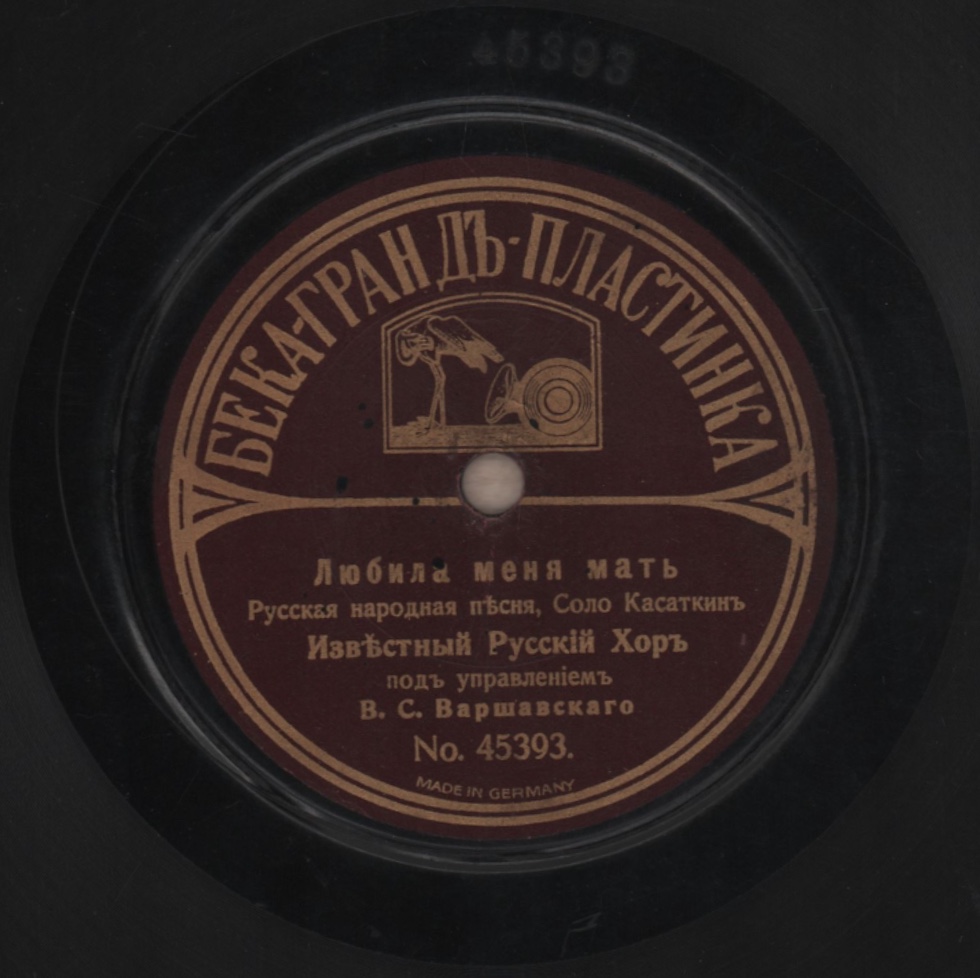 45393
БЕКА-ГРАНДЪ-ПЛАСТИНКА
Любила меня мать
Русская народная пѣсня, Соло Касаткинъ
Извѣстный Русскій Хоръ
подъ управленіемъ
В. С. Варшавскаго
No. 45393.
MADE IN GERMANY